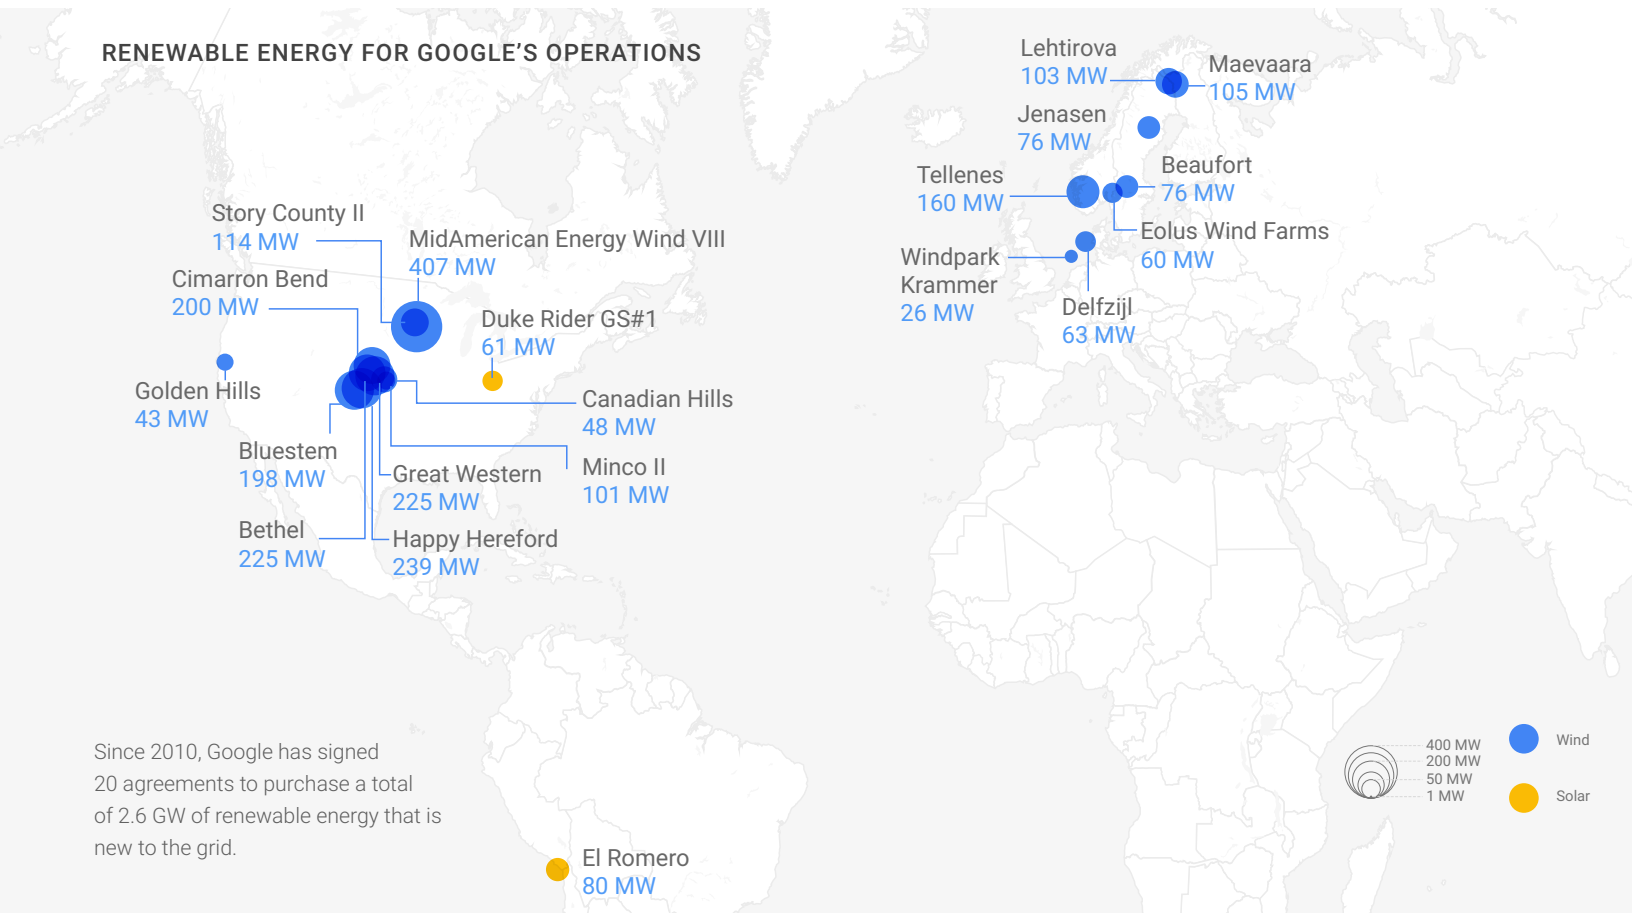 RENEWABLE ENERGY FOR GOOGLE’S OPERATIONS
Lehtirova
103 MW
Maevaara
105 MW
Jenasen
76 MW
Tellenes
160 MW
Beaufort
76 MW
Eolus Wind Farms
60 MW
Windpark
Krammer
26 MW
Delfzijl
63 MW
Story County II
114 MW
MidAmerican Energy Wind VIII
407 MW
Cimarron Bend
200 MW
Duke Rider GS#1
61 MW
Golden Hills
43 MW
Canadian Hills
48 MW
Bluestem
198 MW
Great Western
225 MW
Minco II
101 MW
Bethel
225 MW
Happy Hereford
239 MW
Since 2010, Google has signed
20 agreements to purchase a total
of 2.6 GW of renewable energy that is
new to the grid.
El Romero
80 MW
400 MW
200 MW
50 MW
1 MW
Wind
Solar